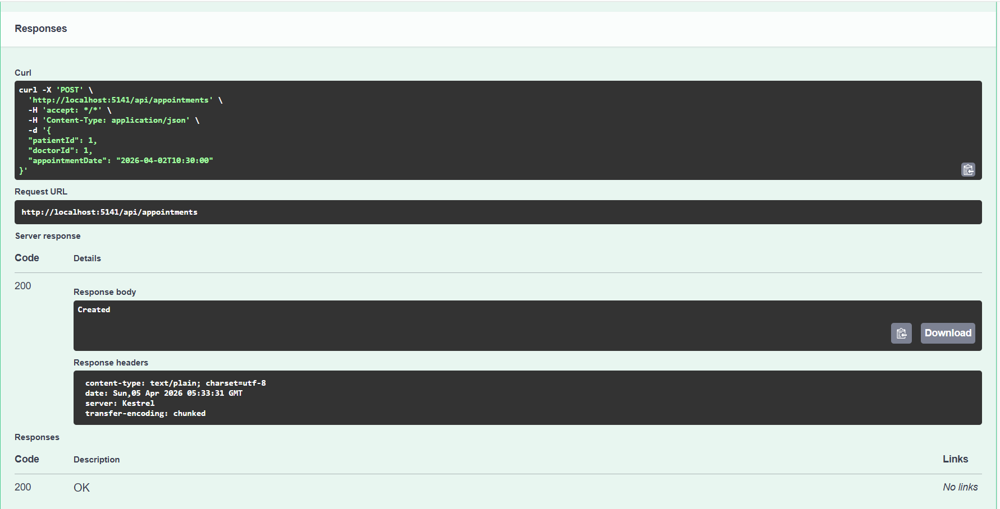 Responses
Curl
curl -X 'POST' \
'http://localhost:5141/api/appointments' \
-H 'accept: */*' \
-H 'Content-Type: application/json' \
-d '{
"patientId": 1,
"doctorId": 1,
"appointmentDate": "2026-04-02T10:30:00"
}'
Request URL
http://localhost:5141/api/appointments
Server response
Code Details
200
Response body
Created
Download
Response headers
content-type: text/plain; charset=utf-8
date: Sun,05 Apr 2026 05:33:31 GMT
server: Kestrel
transfer-encoding: chunked
Responses
Code Description Links
200 OK No links